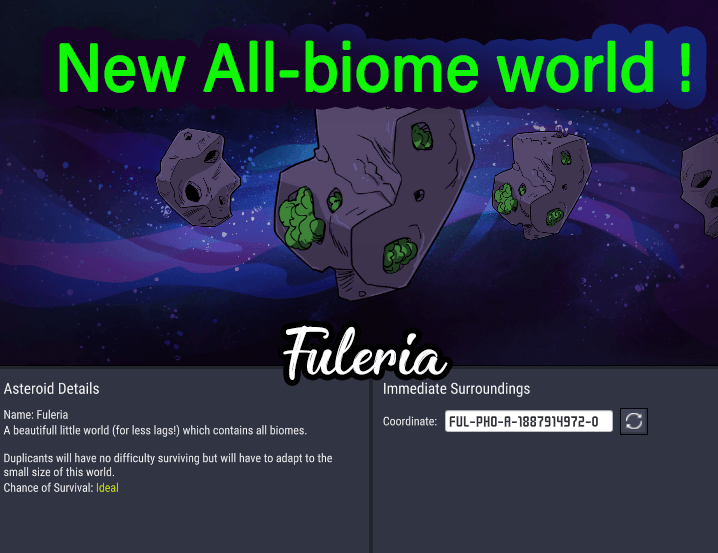 New All-biome world !
Fuleria
Asteroid Details
Name: Fuleria
A beautifull little world (for less lags!) which contains all biomes.
Duplicants will have no difficulty surviving but will have to adapt to the
small size of this world.
Chance of Survival: Ideal
Immediate Surroundings
Coordinate: FUL-PHO-A-1887914972-0